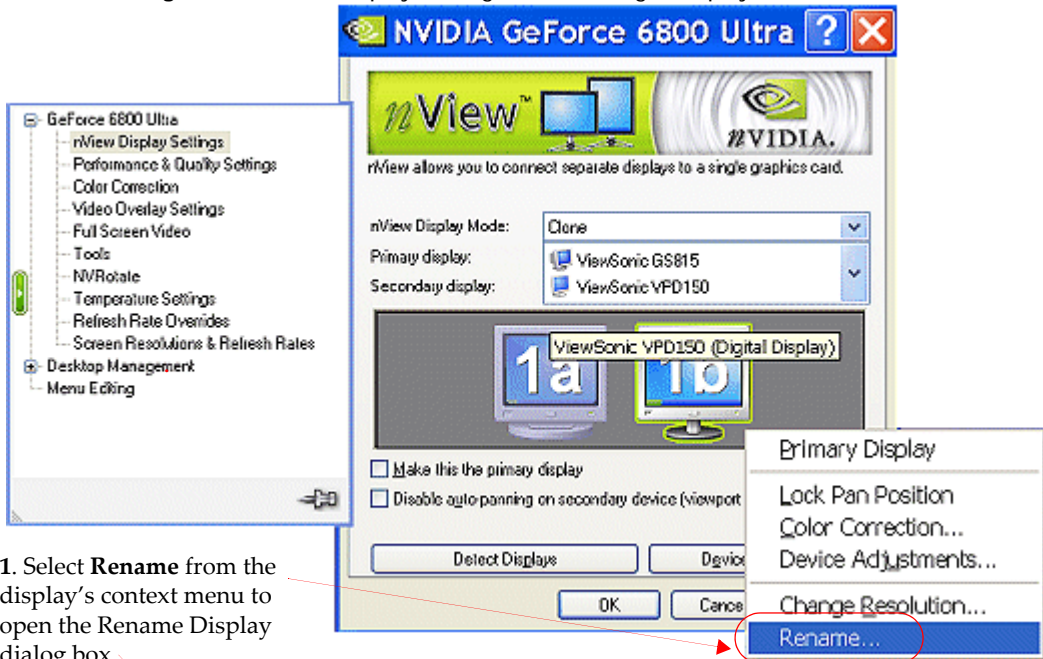 NVIDIA GeForce 6800 Ultra
nView™
NVIDIA.
nView allows you to connect separate displays to a single graphics card.
GeForce 6800 Ultra
nView Display Settings
Performance & Quality Settings
Color Correction
Video Overlay Settings
Full Screen Video
Tools
NVRotate
Temperature Settings
Refresh Rate Overrides
Screen Resolutions & Refresh Rates
Desktop Management
Menu Editing
nView Display Mode: Clone
Primary display: ViewSonic GS815
Secondary display: ViewSonic VPD150
ViewSonic VPD150 (Digital Display)
1a 1b
Make this the primary display
Disable auto-panning on secondary device (viewport
Detect Displays
OK
Primary Display
Lock Pan Position
Color Correction...
Device Adjustments...
Change Resolution...
Rename...
1. Select Rename from the
display's context menu to
open the Rename Display
dialog box